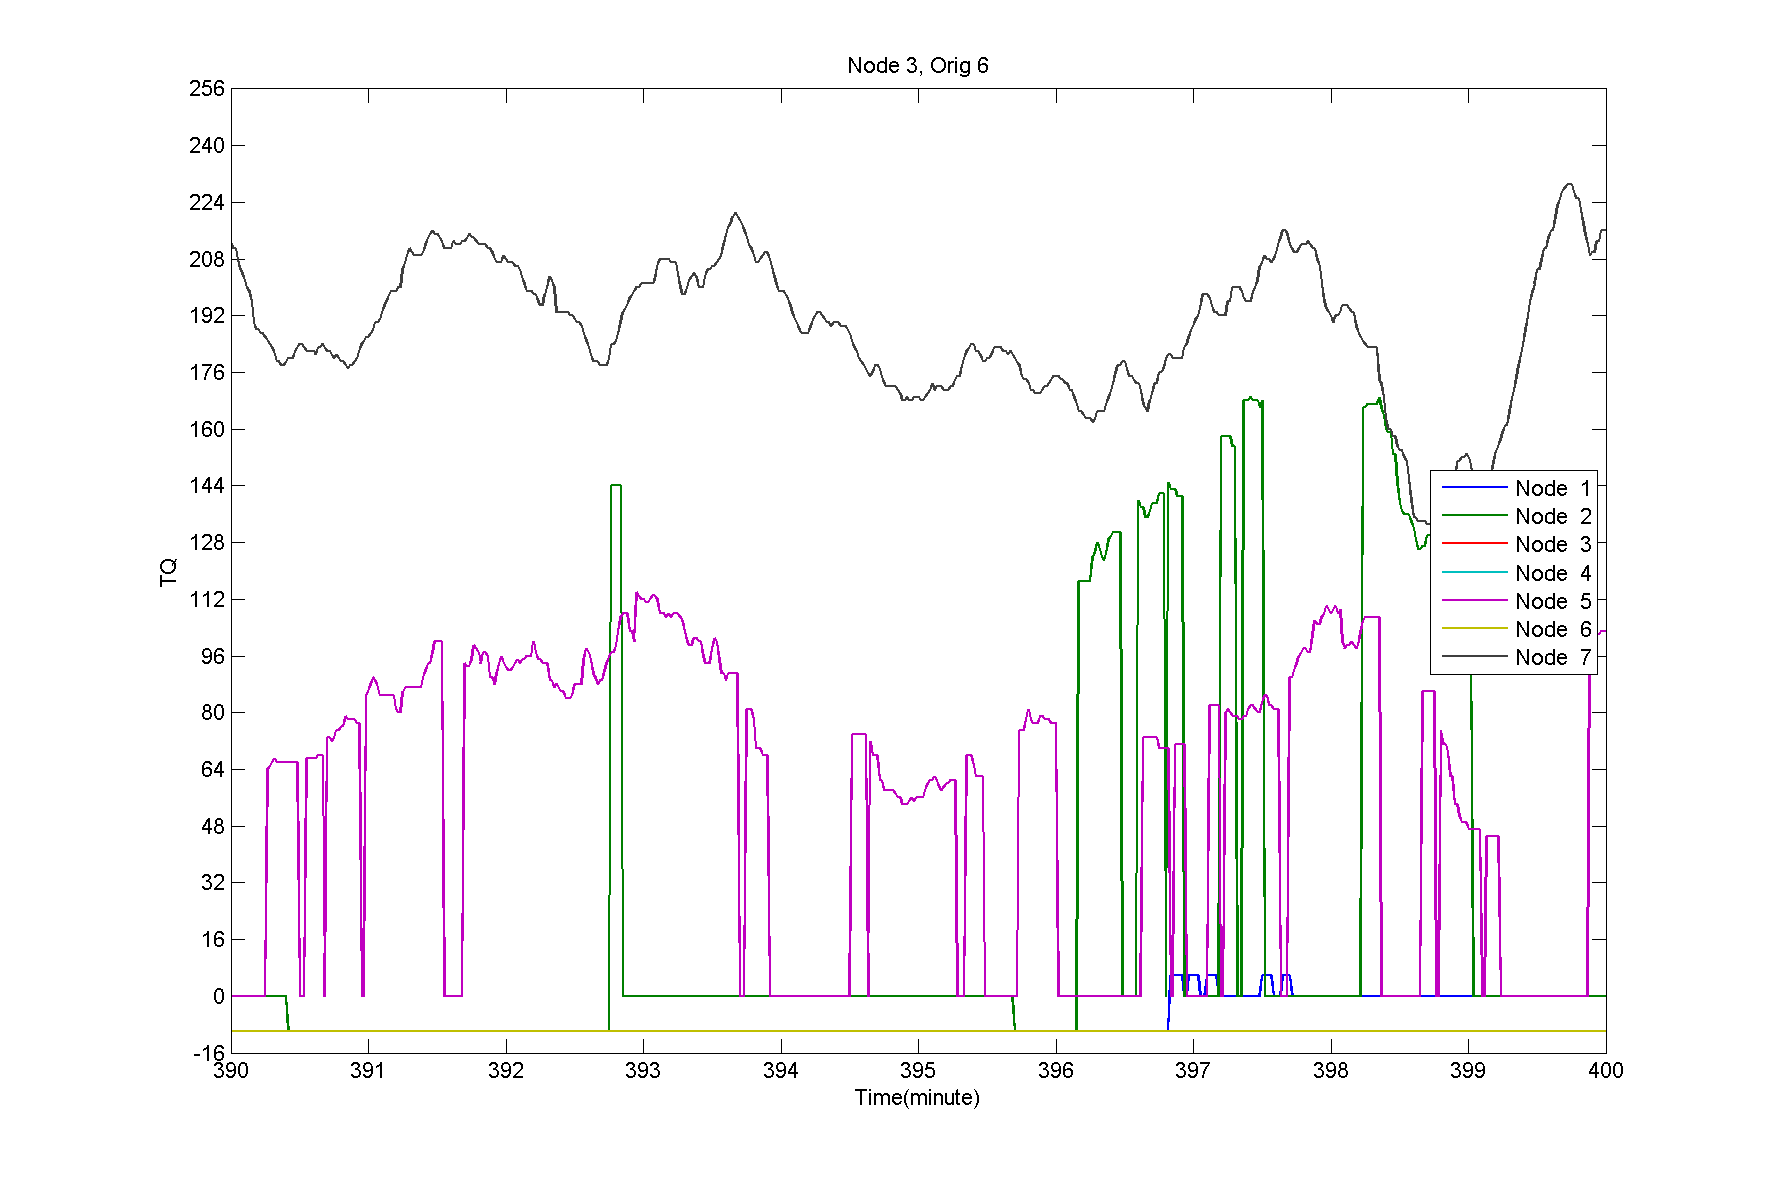 Node 3, Orig 6
256
240
224
208
192
176
160
144
128
112
96
80
64
48
32
16
0
-16
TQ
Node 1
Node 2
Node 3
Node 4
Node 5
Node 6
Node 7
390 391 392 393 394 395 396 397 398 399 400
Time(minute)